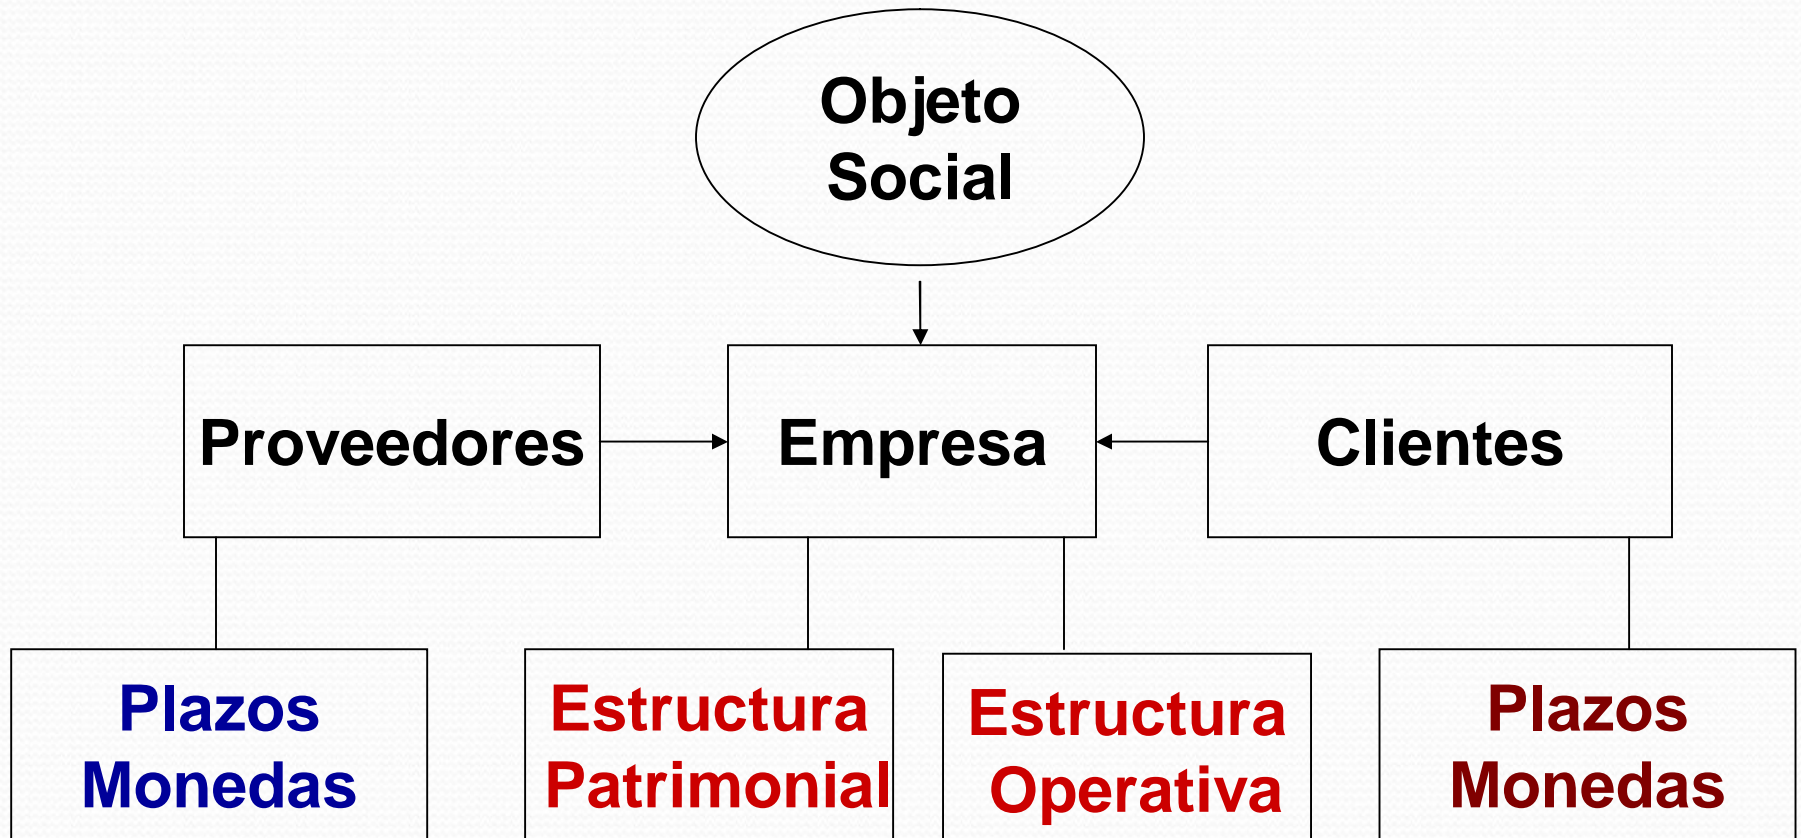 Objeto
Social
Proveedores
Empresa
Clientes
Plazos
Monedas
Estructura
Patrimonial
Estructura
Operativa
Plazos
Monedas